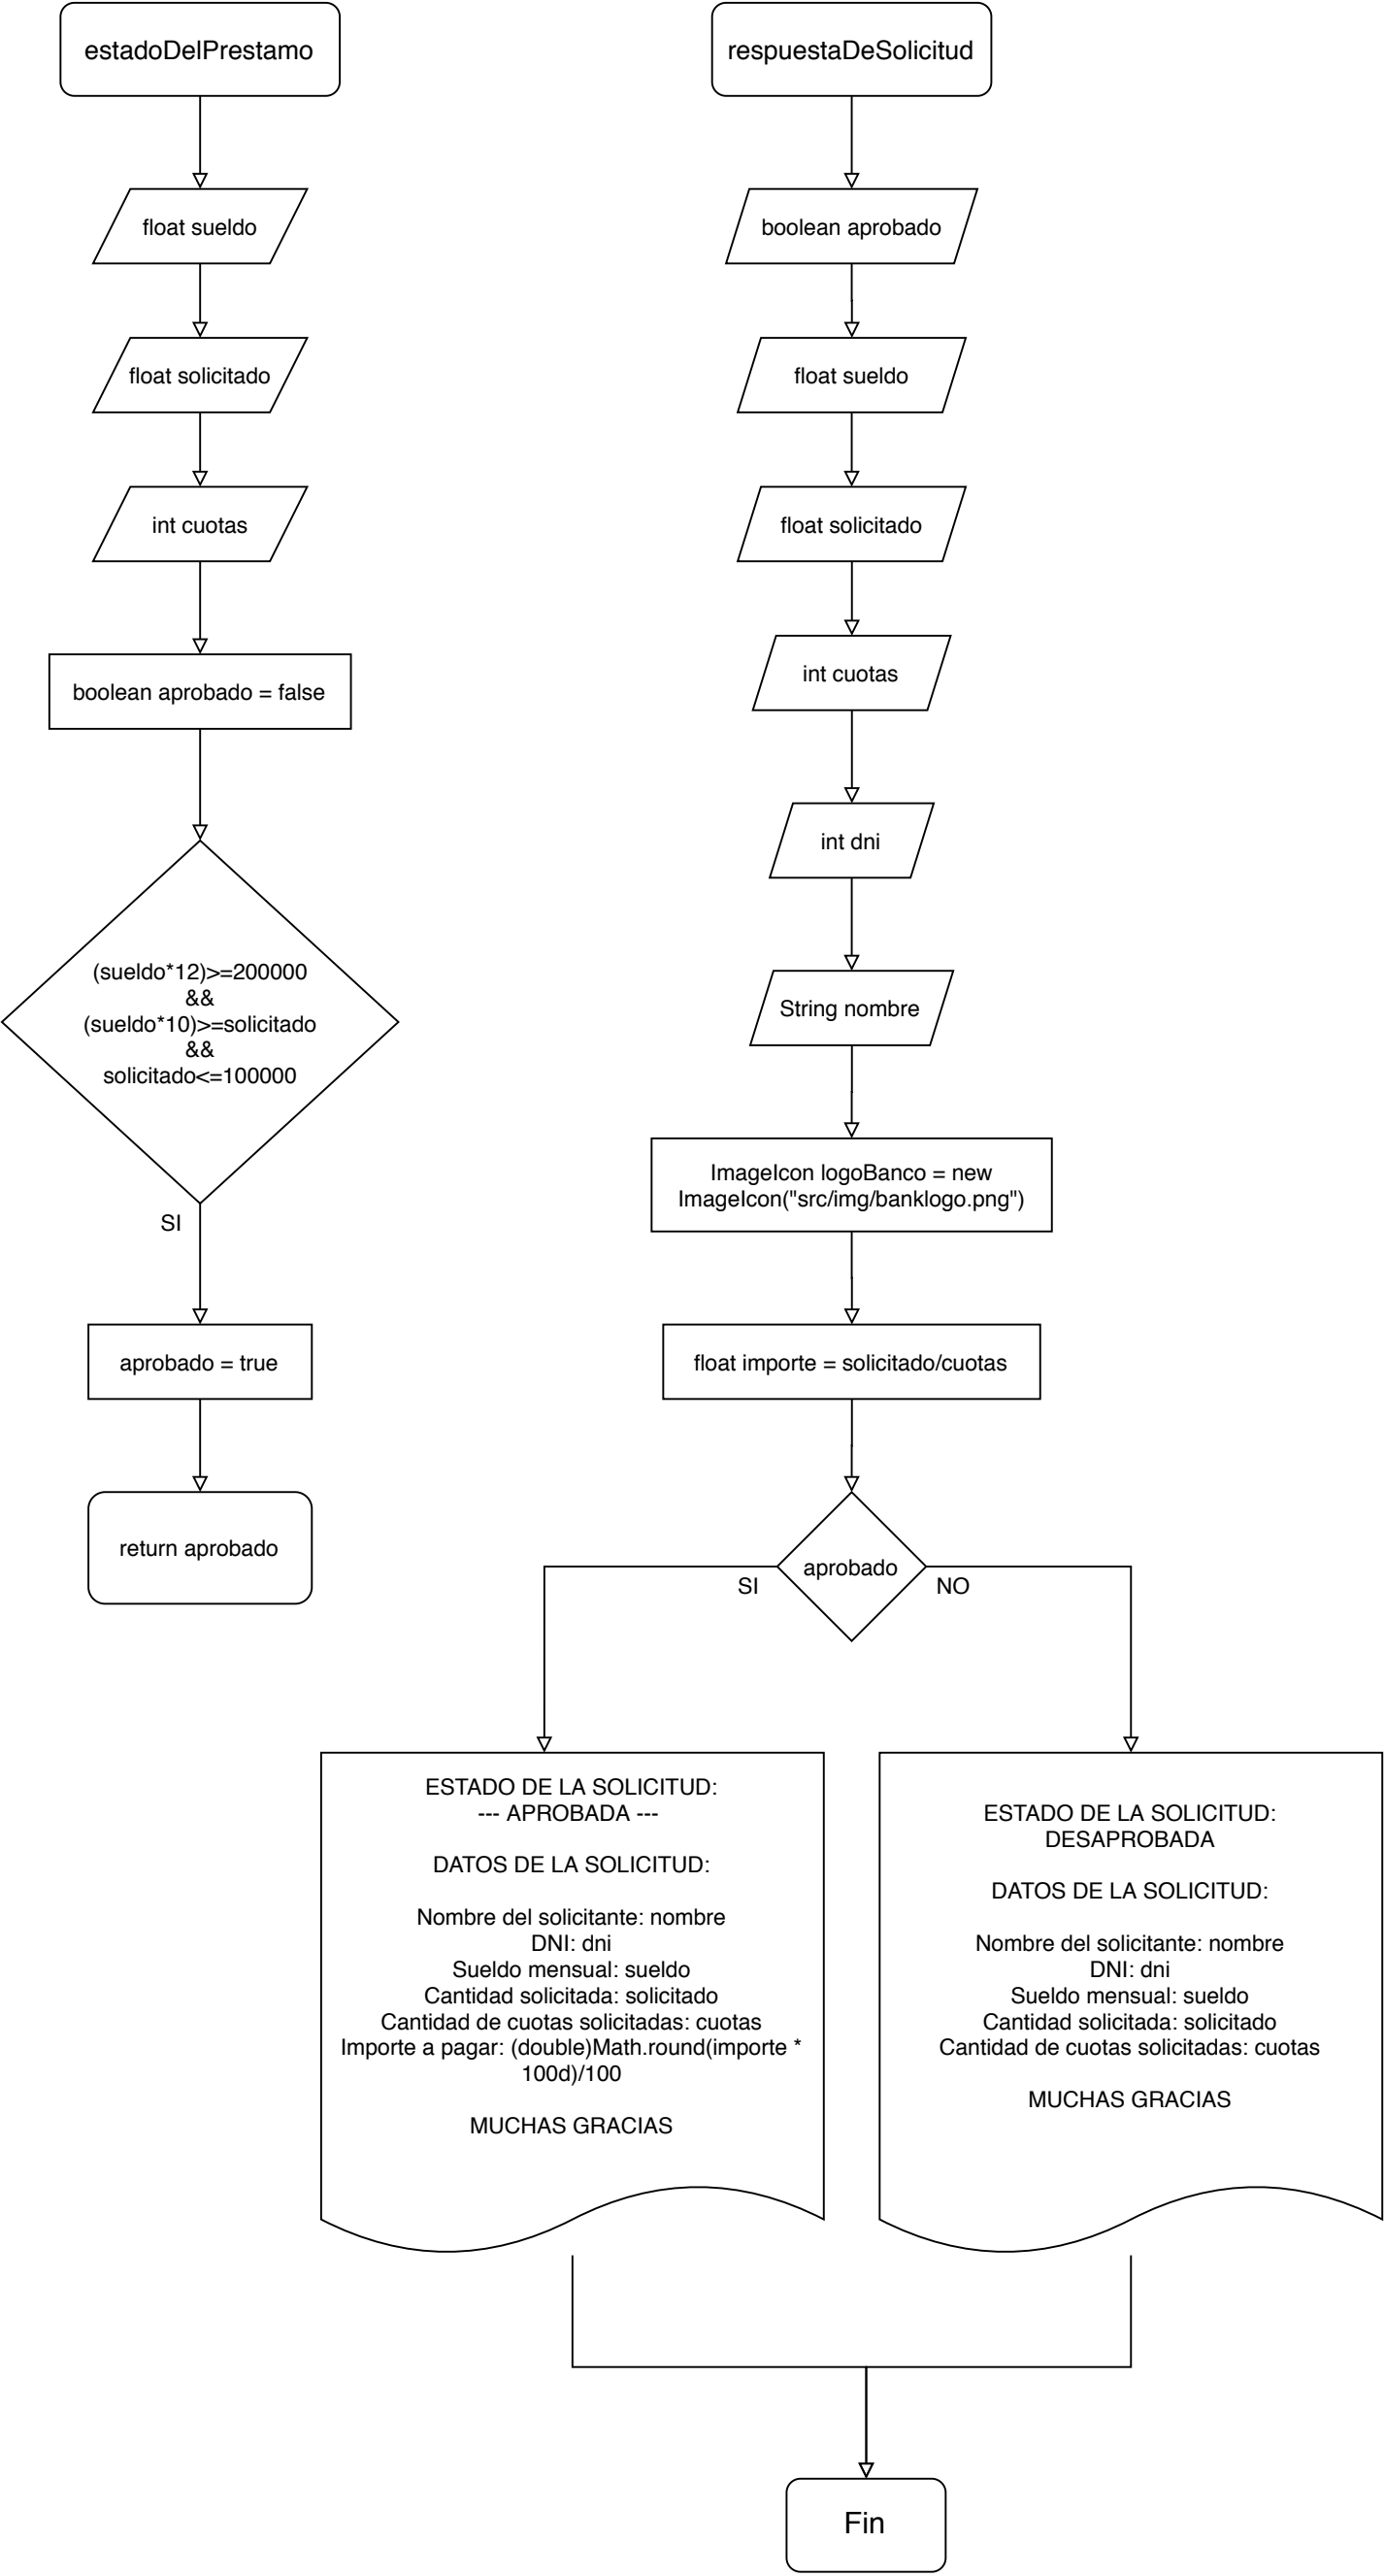 estadoDelPrestamo
float sueldo
float solicitado
int cuotas
boolean aprobado = false
(sueldo*12)>=200000
&&
(sueldo*10)>=solicitado
&&
solicitado<=100000
SI
aprobado = true
return aprobado
respuestaDeSolicitud
boolean aprobado
float sueldo
float solicitado
int cuotas
int dni
String nombre
ImageIcon logoBanco = new
ImageIcon("src/img/banklogo.png")
float importe = solicitado/cuotas
aprobado
SI
NO
ESTADO DE LA SOLICITUD:
--- APROBADA ---
DATOS DE LA SOLICITUD:
Nombre del solicitante: nombre
DNI: dni
Sueldo mensual: sueldo
Cantidad solicitada: solicitado
Cantidad de cuotas solicitadas: cuotas
Importe a pagar: (double)Math.round(importe *
100d)/100
MUCHAS GRACIAS
ESTADO DE LA SOLICITUD:
DESAPROBADA
DATOS DE LA SOLICITUD:
Nombre del solicitante: nombre
DNI: dni
Sueldo mensual: sueldo
Cantidad solicitada: solicitado
Cantidad de cuotas solicitadas: cuotas
MUCHAS GRACIAS
Fin